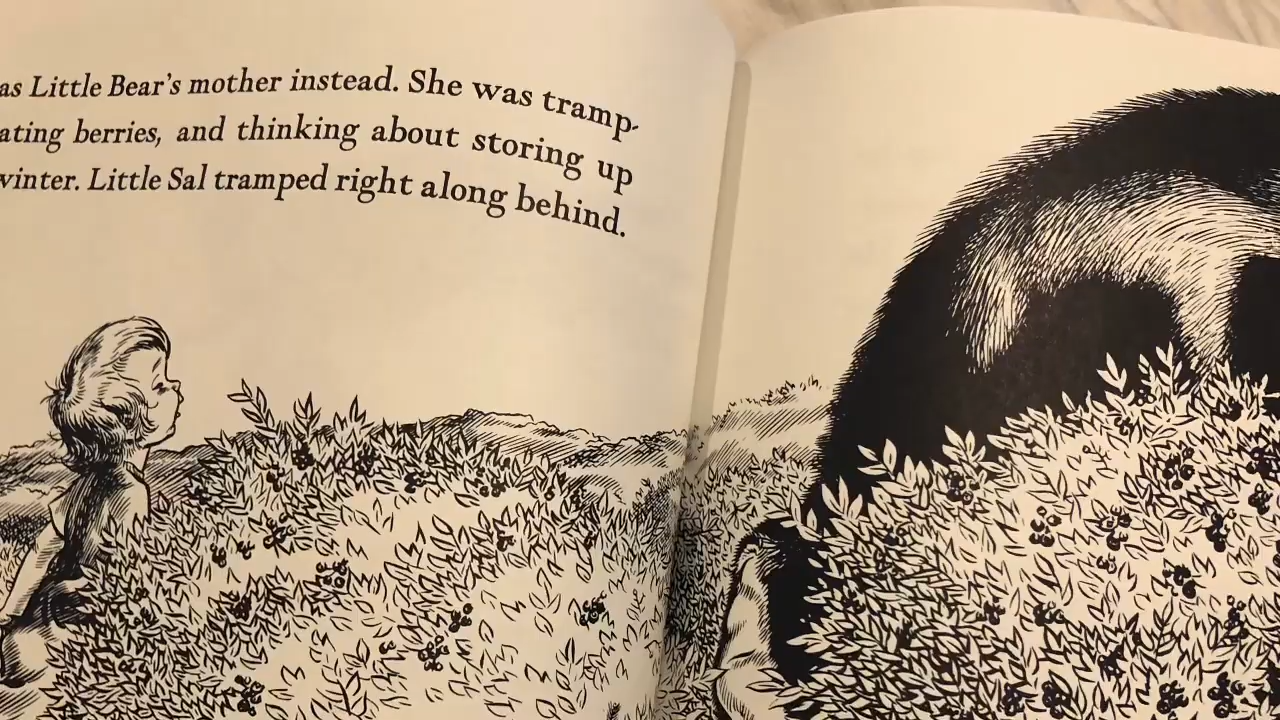 as Little Bear's mother instead. She was tramp-
ating berries, and thinking about storing up
winter. Little Sal tramped right along behind.